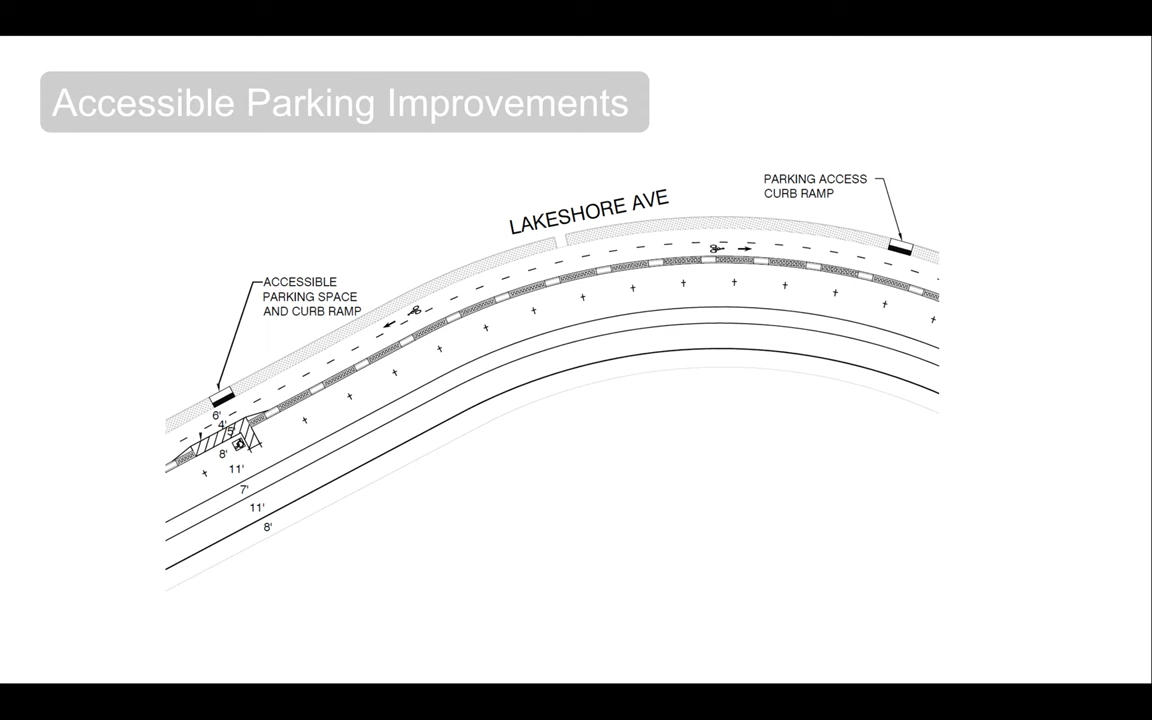 Accessible Parking Improvements
PARKING ACCESS
CURB RAMP
LAKESHORE AVE
ACCESSIBLE
PARKING SPACE
AND CURB RAMP
6'
4'
5'
8'
11'
7'
11'
8'